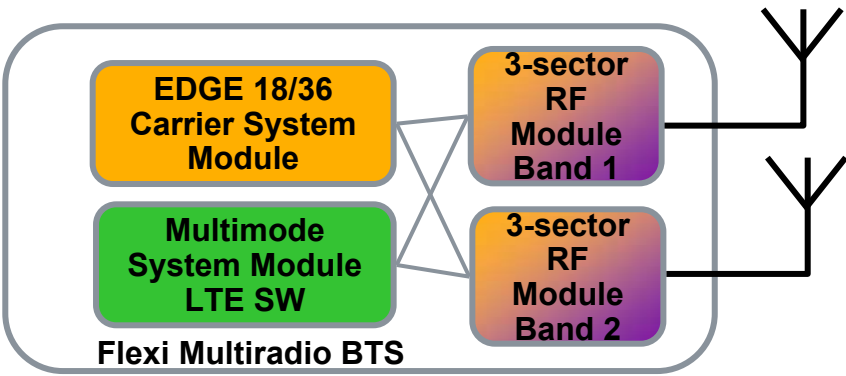 EDGE 18/36
Carrier System
Module
3-sector
RF
Module
Band 1
Multimode
System Module
LTE SW
3-sector
RF
Module
Band 2
Flexi Multiradio BTS